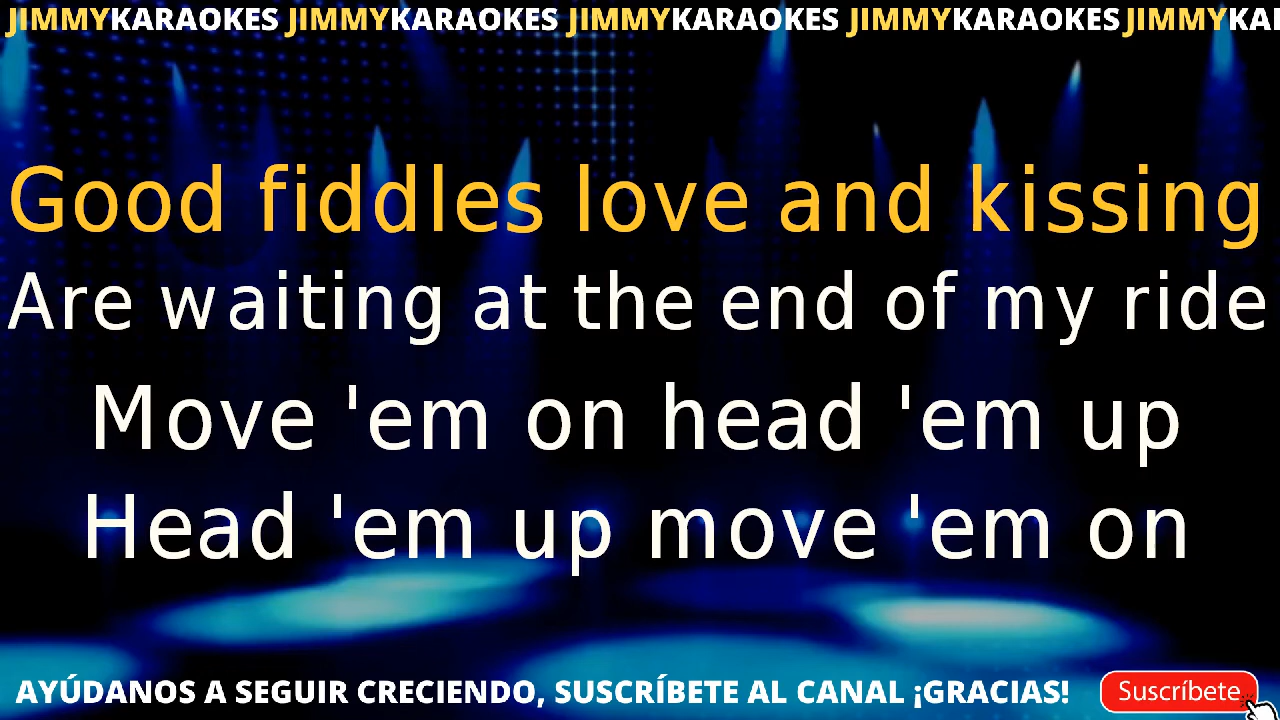 JIMMYKARAOKES JIMMYKARAOKES JIMMYKARAOKES JIMMYKARAOKES JIMMYKAI
Good fiddles love and kissing
Are waiting at the end of my ride
Move 'em on head 'em up
Head 'em up move 'em on
AYÚDANOS A SEGUIR CRECIENDO, SUSCRÍBETE AL CANAL ¡GRACIAS!
Suscríbete